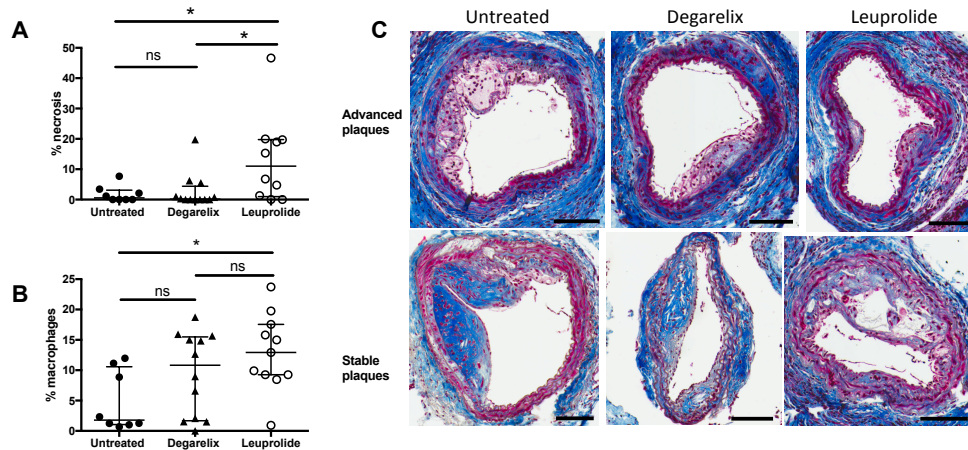 A
*
ns
*
50
40
30
20
10
0
% necrosis
Untreated Degarelix Leuprolide
B
*
ns
ns
25
20
15
10
5
0
% macrophages
Untreated Degarelix Leuprolide
C
Untreated Degarelix Leuprolide
Advanced
plaques
Stable
plaques